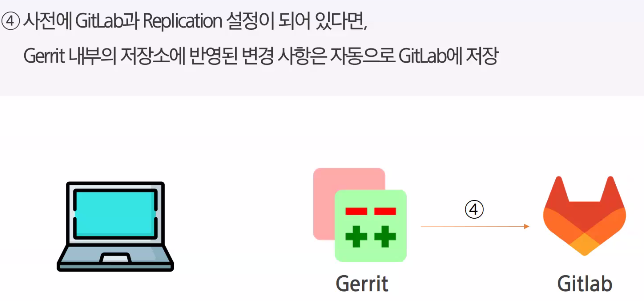 ④ 사전에 GitLab과 Replication 설정이 되어 있다면,
Gerrit 내부의 저장소에 반영된 변경 사항은 자동으로 GitLab에 저장
④
Gerrit
Gitlab